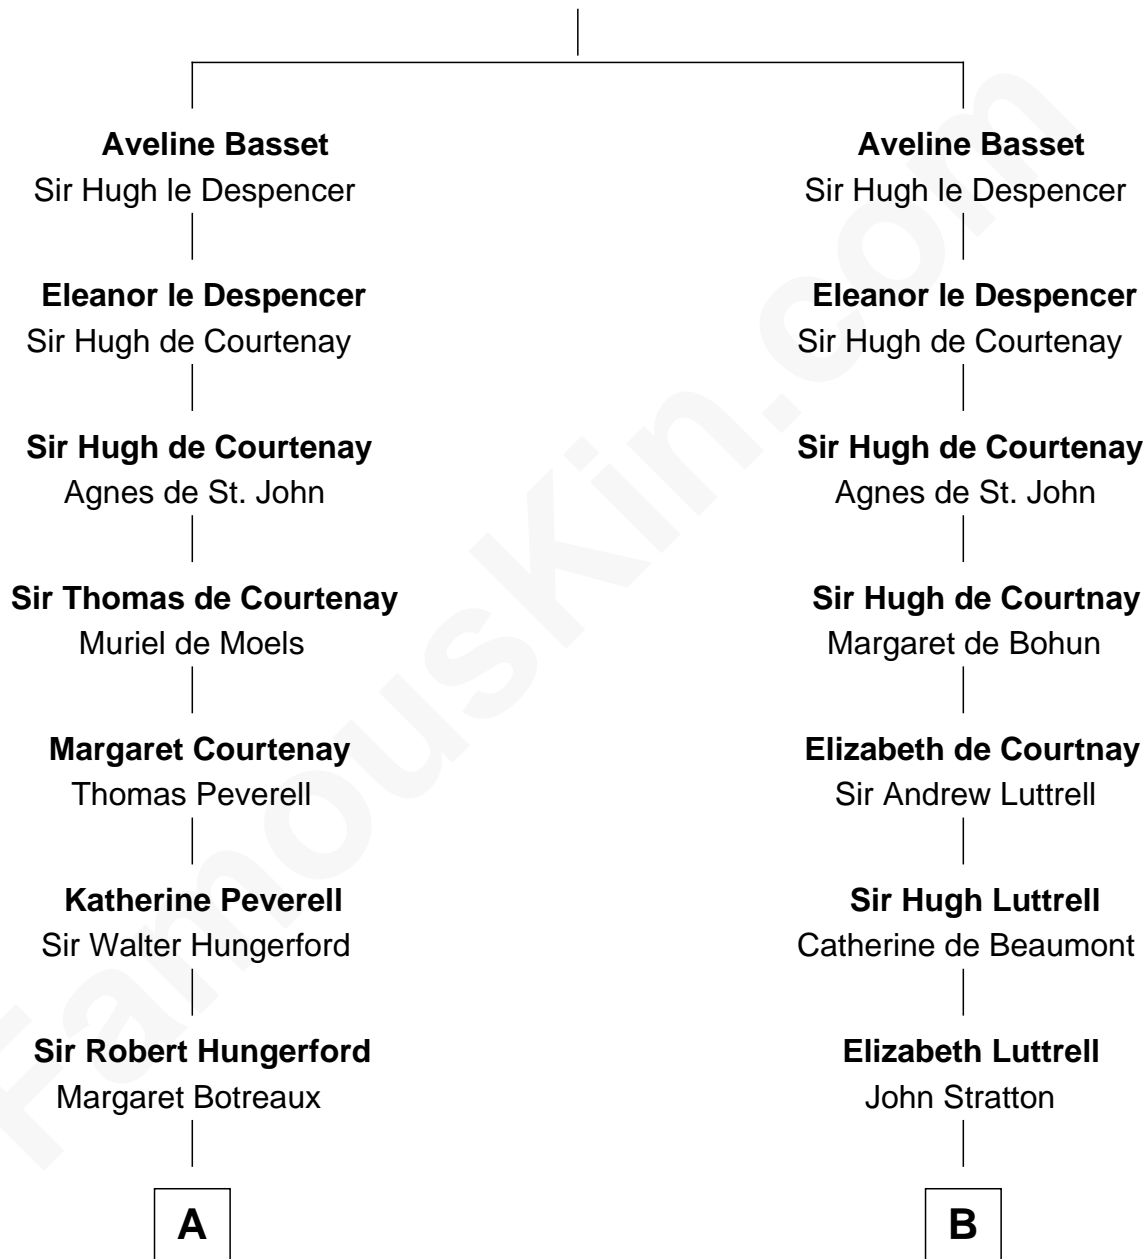 Aveline Basset
Sir Hugh le Despencer
Eleanor le Despencer
Sir Hugh de Courtenay
Sir Hugh de Courtenay
Agnes de St. John
Sir Thomas de Courtenay
Muriel de Moels
Margaret Courtenay
Thomas Peverell
Katherine Peverell
Sir Walter Hungerford
Sir Robert Hungerford
Margaret Botreaux
A
Aveline Basset
Sir Hugh le Despencer
Eleanor le Despencer
Sir Hugh de Courtenay
Sir Hugh de Courtenay
Agnes de St. John
Sir Hugh de Courtnay
Margaret de Bohun
Elizabeth de Courtnay
Sir Andrew Luttrell
Sir Hugh Luttrell
Catherine de Beaumont
Elizabeth Luttrell
John Stratton
B
FamousKin.com